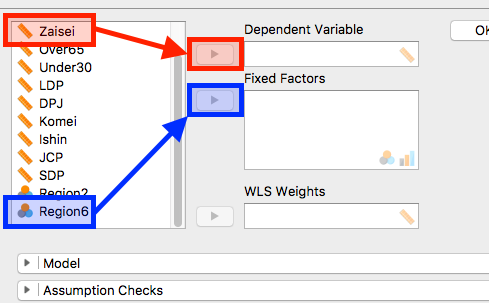 Zaisei
Over65
Under30
LDP
DPJ
Komei
Ishin
JCP
SDP
Region2
Region6
Dependent Variable
Fixed Factors
WLS Weights
OK
Model
Assumption Checks